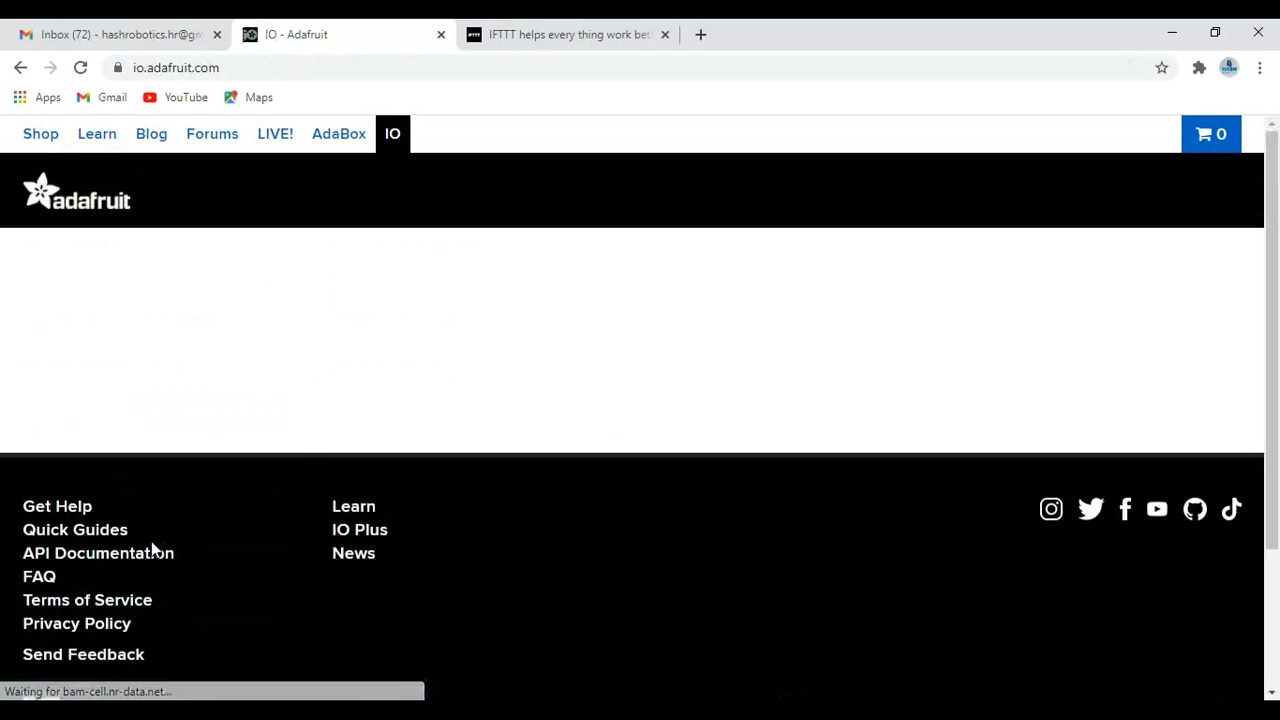 Inbox (72) - hashrobotics.hr@gm
IO - Adafruit
IFTTT helps every thing work bet
io.adafruit.com
Apps
Gmail
YouTube
Maps
Shop
Learn
Blog
Forums
LIVE!
AdaBox
IO
0
adafruit
Get Help
Quick Guides
API Documentation
FAQ
Terms of Service
Privacy Policy
Send Feedback
Learn
IO Plus
News
Waiting for bam-cell.nr-data.net...